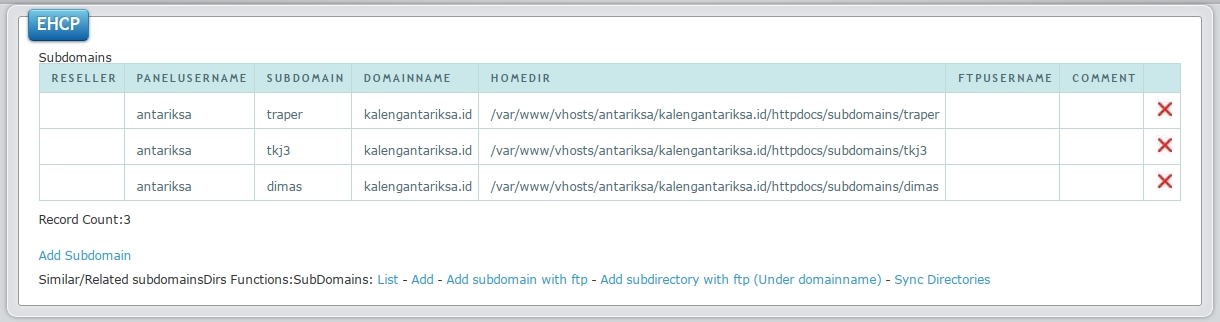 EHCP
Subdomains
RESELLER PANELUSERNAME SUBDOMAIN DOMAINNAME HOMEDIR FTPUSERNAME COMMENT
antariksa traper kalengantariksa.id /var/www/vhosts/antariksa/kalengantariksa.id/httpdocs/subdomains/traper
antariksa tkj3 kalengantariksa.id /var/www/vhosts/antariksa/kalengantariksa.id/httpdocs/subdomains/tkj3
antariksa dimas kalengantariksa.id /var/www/vhosts/antariksa/kalengantariksa.id/httpdocs/subdomains/dimas
Record Count:3
Add Subdomain
Similar/Related subdomainsDirs Functions:SubDomains: List - Add - Add subdomain with ftp - Add subdirectory with ftp (Under domainname) - Sync Directories